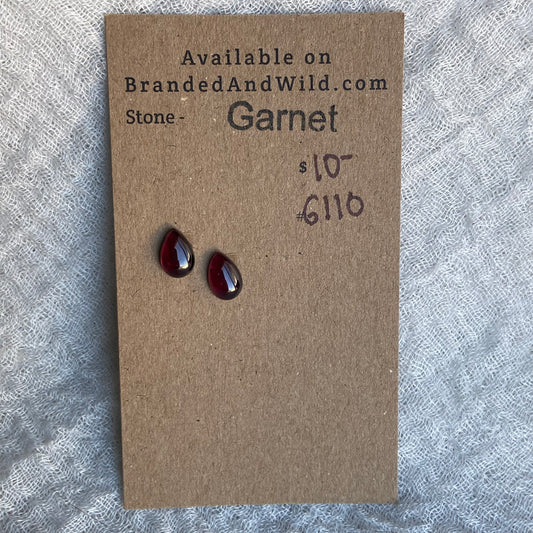 Available on
BrandedAndWild.com
Stone - Garnet
$10-
#6110